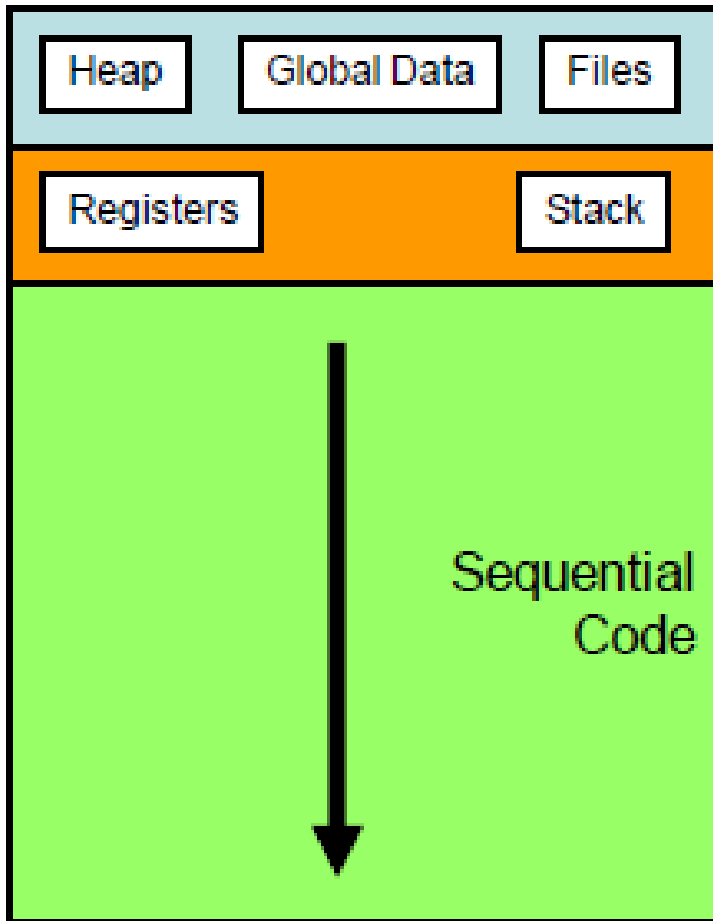 Heap
Global Data
Files
Registers
Stack
Sequential
Code